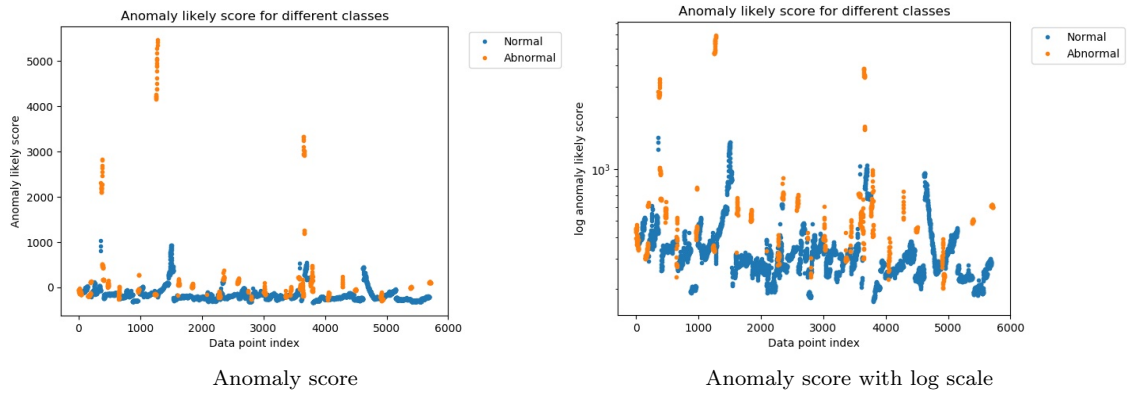 Anomaly likely score for different classes
Anomaly likely score
5000
4000
3000
2000
1000
0
0 1000 2000 3000 4000 5000 6000
Data point index
Normal
Abnormal
Anomaly score
Anomaly likely score for different classes
log anomaly likely score
10³
0 1000 2000 3000 4000 5000 6000
Data point index
Normal
Abnormal
Anomaly score with log scale